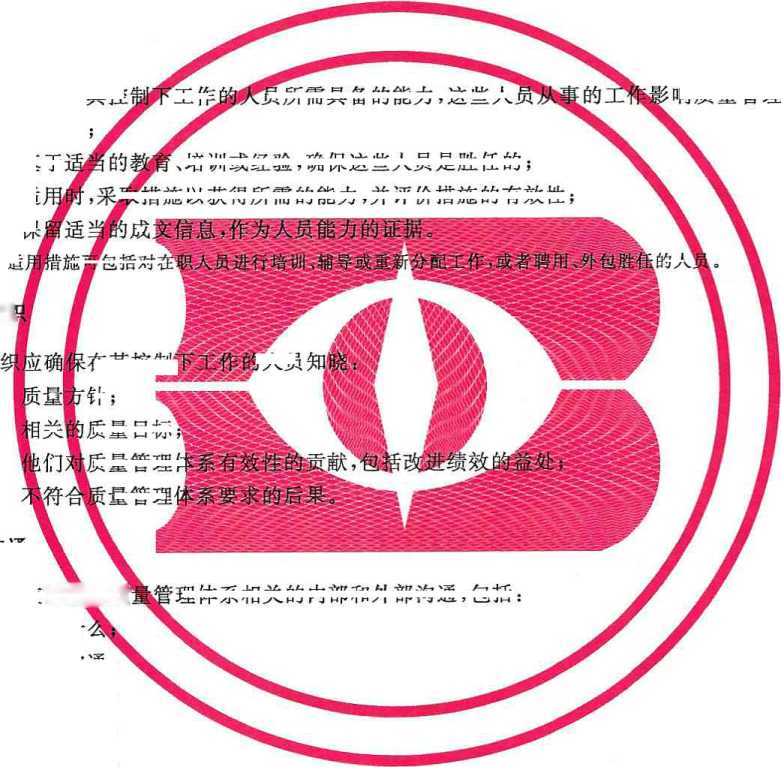 其控制下工作的人员所需具备的能力,这些人员从事的工作影响质量管理
;
基于适当的教育、培训或经验,确保这些人员是胜任的;
适用时,采取措施以获得所需的能力,并评价措施的有效性;
保留适当的成文信息,作为人员能力的证据。
适用措施可包括对在职人员进行培训、辅导或重新分配工作,或者聘用、外包胜任的人员。
识
织应确保在其控制下工作的人员知晓:
质量方针;
相关的质量目标;
他们对质量管理体系有效性的贡献,包括改进绩效的益处;
不符合质量管理体系要求的后果。
量管理体系相关的内部和外部沟通,包括:
么;